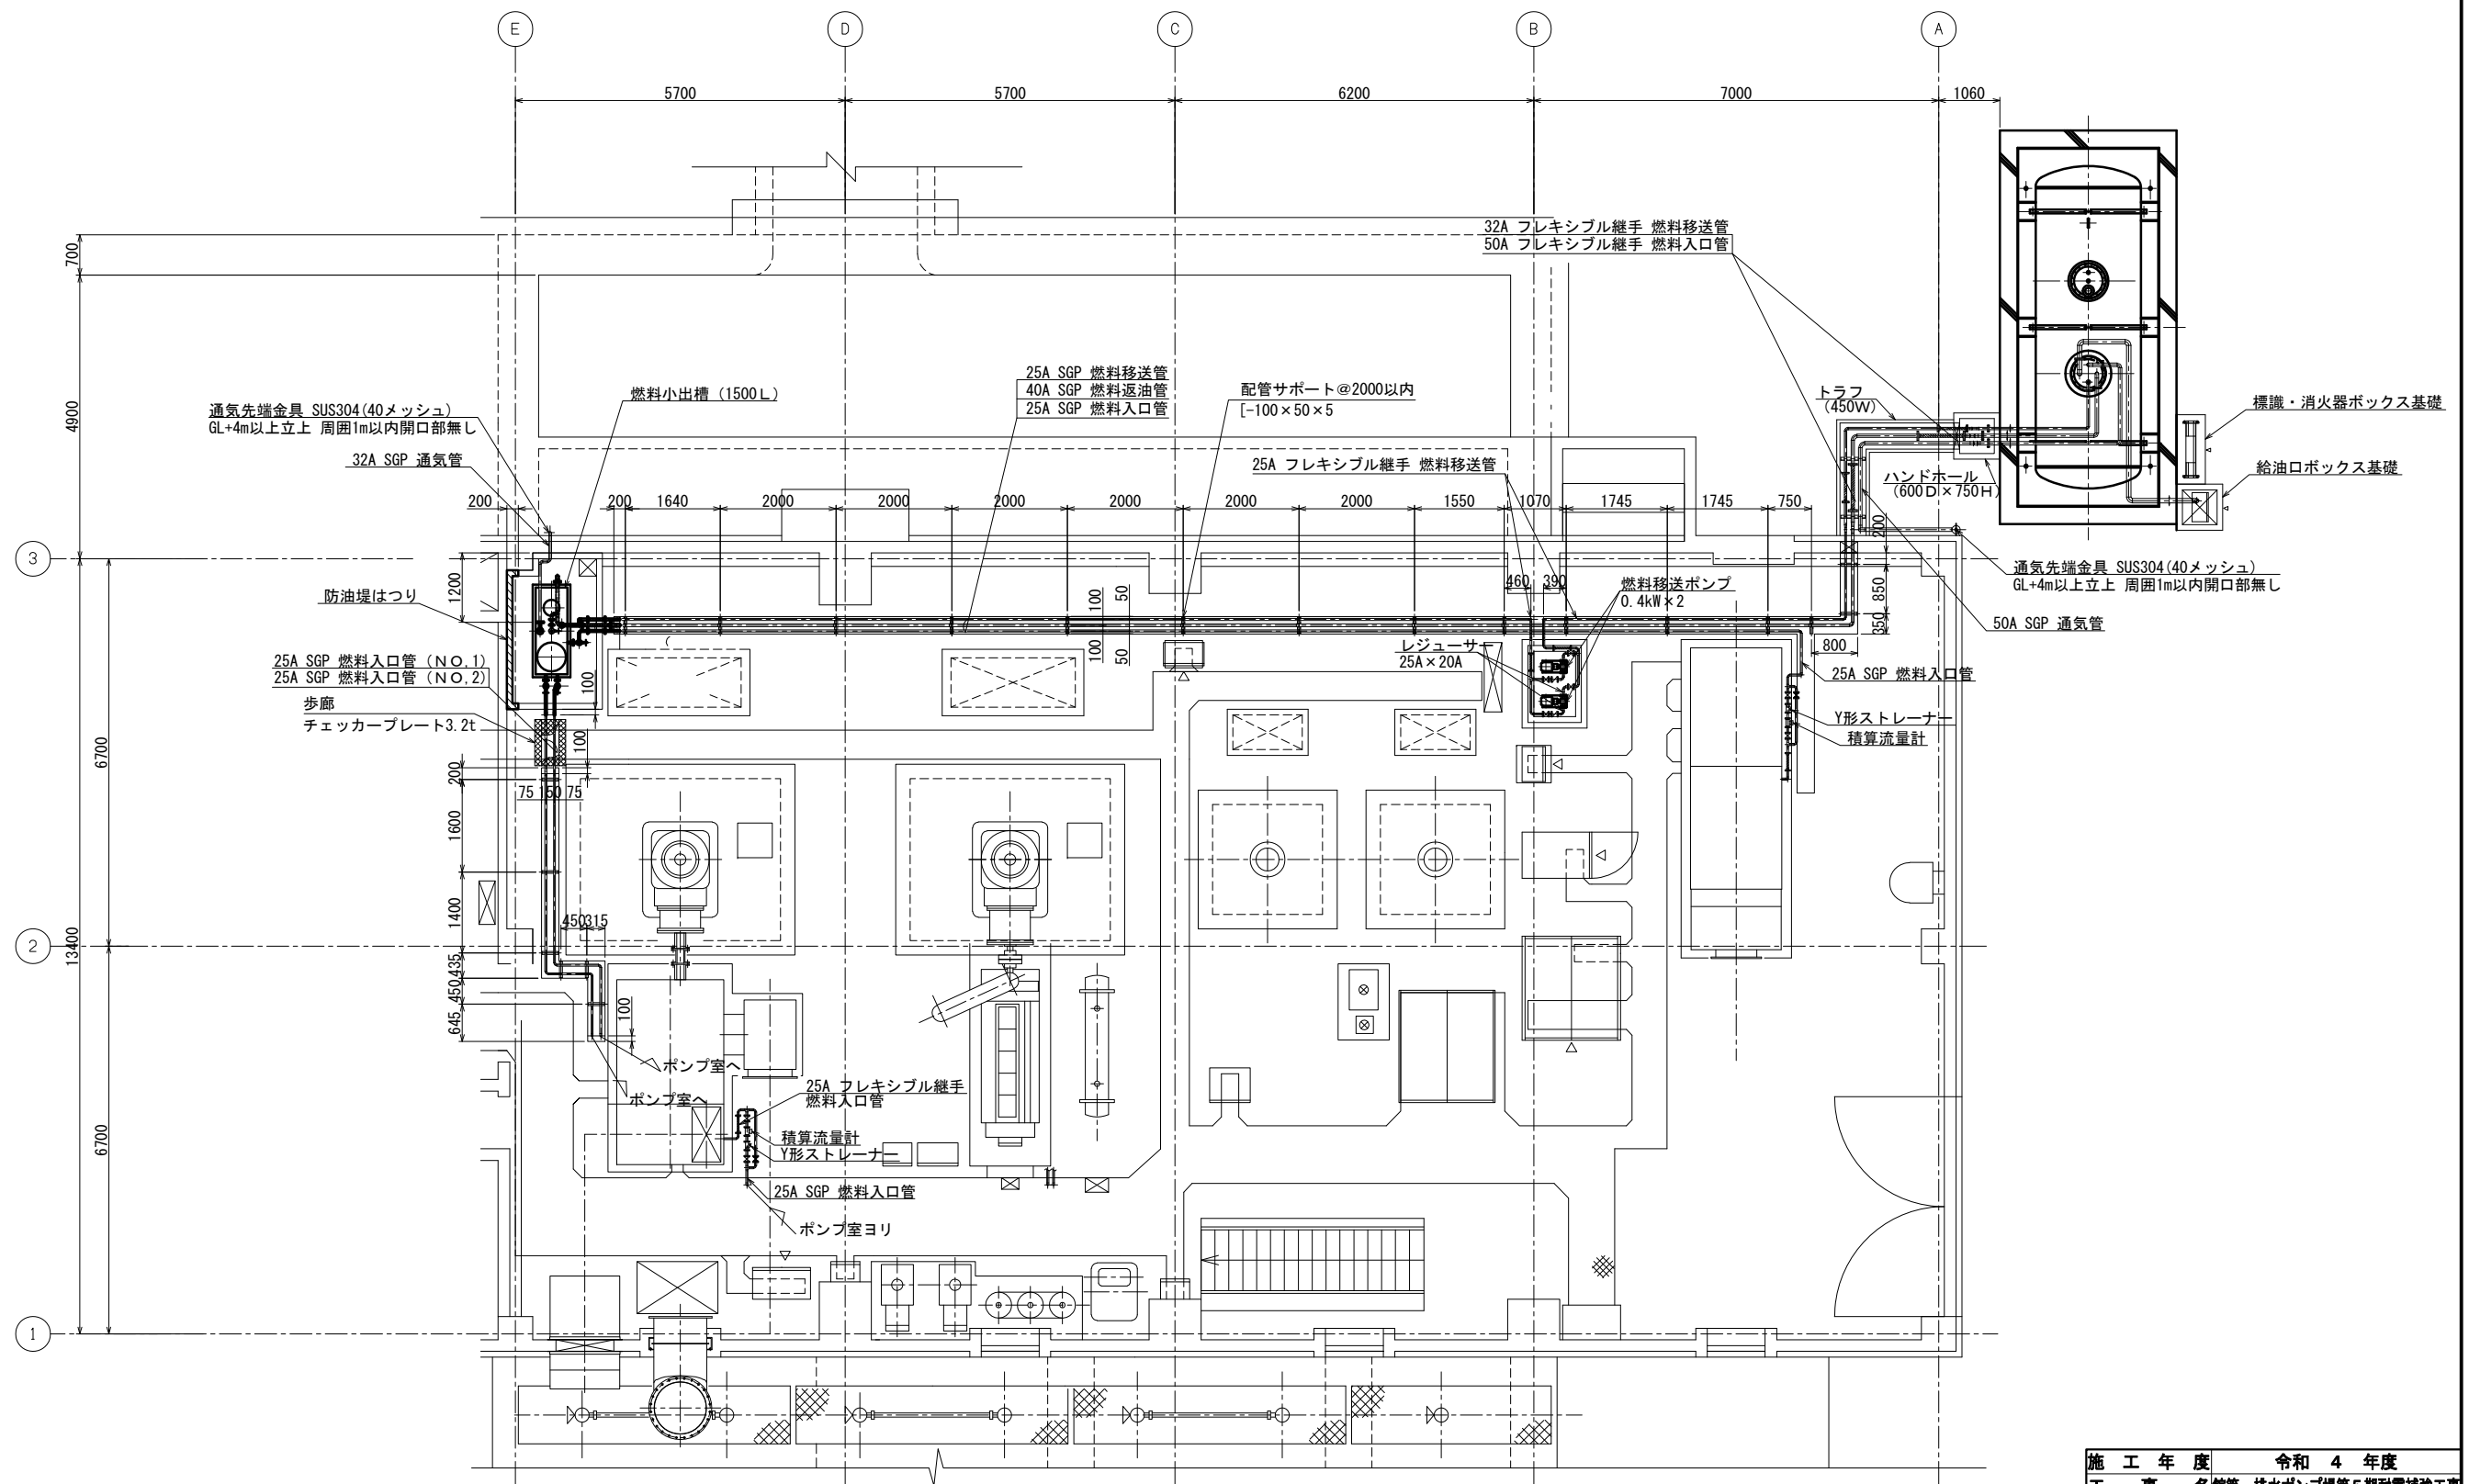 E
D
C
B
A
5700
5700
6200
7000
1060
700
4900
32A フレキシブル継手 燃料移送管
50A フレキシブル継手 燃料入口管
25A SGP 燃料移送管
40A SGP 燃料返油管
25A SGP 燃料入口管
配管サポート@2000以内
[-100×50×5
燃料小出槽 (1500L)
通気先端金具 SUS304(40メッシュ)
GL+4m以上立上 周囲1m以内開口部無し
32A SGP 通気管
トラフ
(450W)
標識・消火器ボックス基礎
25A フレキシブル継手 燃料移送管
ハンドホール
(600D×750H)
給油口ボックス基礎
200
200
1640
2000
2000
2000
2000
2000
2000
1550
1070
1745
1745
750
200
3
1200
防油堤はつり
100
50
100
50
460
390
燃料移送ポンプ
0.4kW×2
850
350
800
通気先端金具 SUS304(40メッシュ)
GL+4m以上立上 周囲1m以内開口部無し
50A SGP 通気管
レジューサー
25A×20A
25A SGP 燃料入口管 (NO,1)
25A SGP 燃料入口管 (NO,2)
歩廊
チェッカープレート3.2t
100
100
25A SGP 燃料入口管
Y形ストレーナー
積算流量計
6700
200
75 150 75
1600
1400
13400
2
450
315
435
450
645
100
ポンプ室へ
ポンプ室へ
25A フレキシブル継手
燃料入口管
積算流量計
Y形ストレーナー
25A SGP 燃料入口管
ポンプ室ヨリ
6700
1
施 工 年 度 令和 4 年度